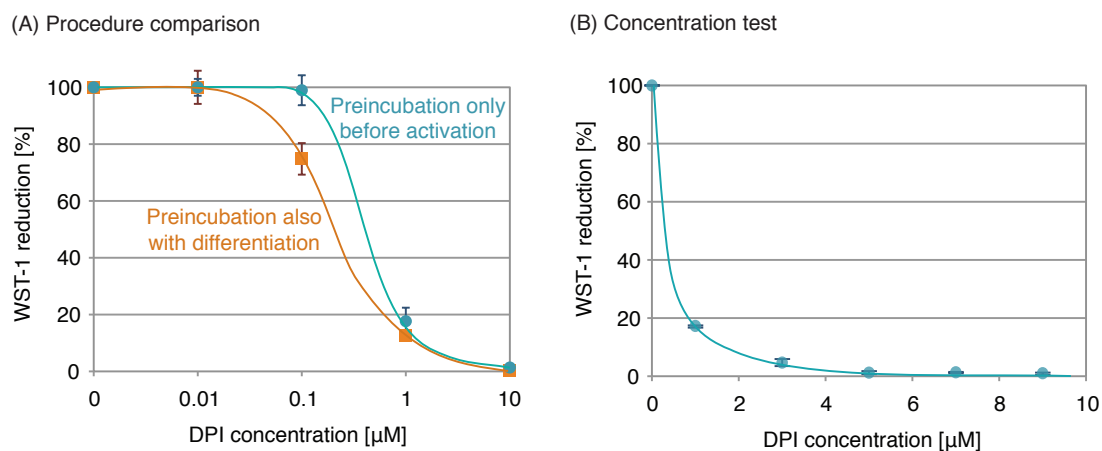 (A) Procedure comparison
WST-1 reduction [%]
100
80
60
40
20
0
Preincubation only
before activation
Preincubation also
with differentiation
0
0.01
0.1
1
10
DPI concentration [µM]
(B) Concentration test
WST-1 reduction [%]
100
80
60
40
20
0
0
2
4
6
8
10
DPI concentration [µM]